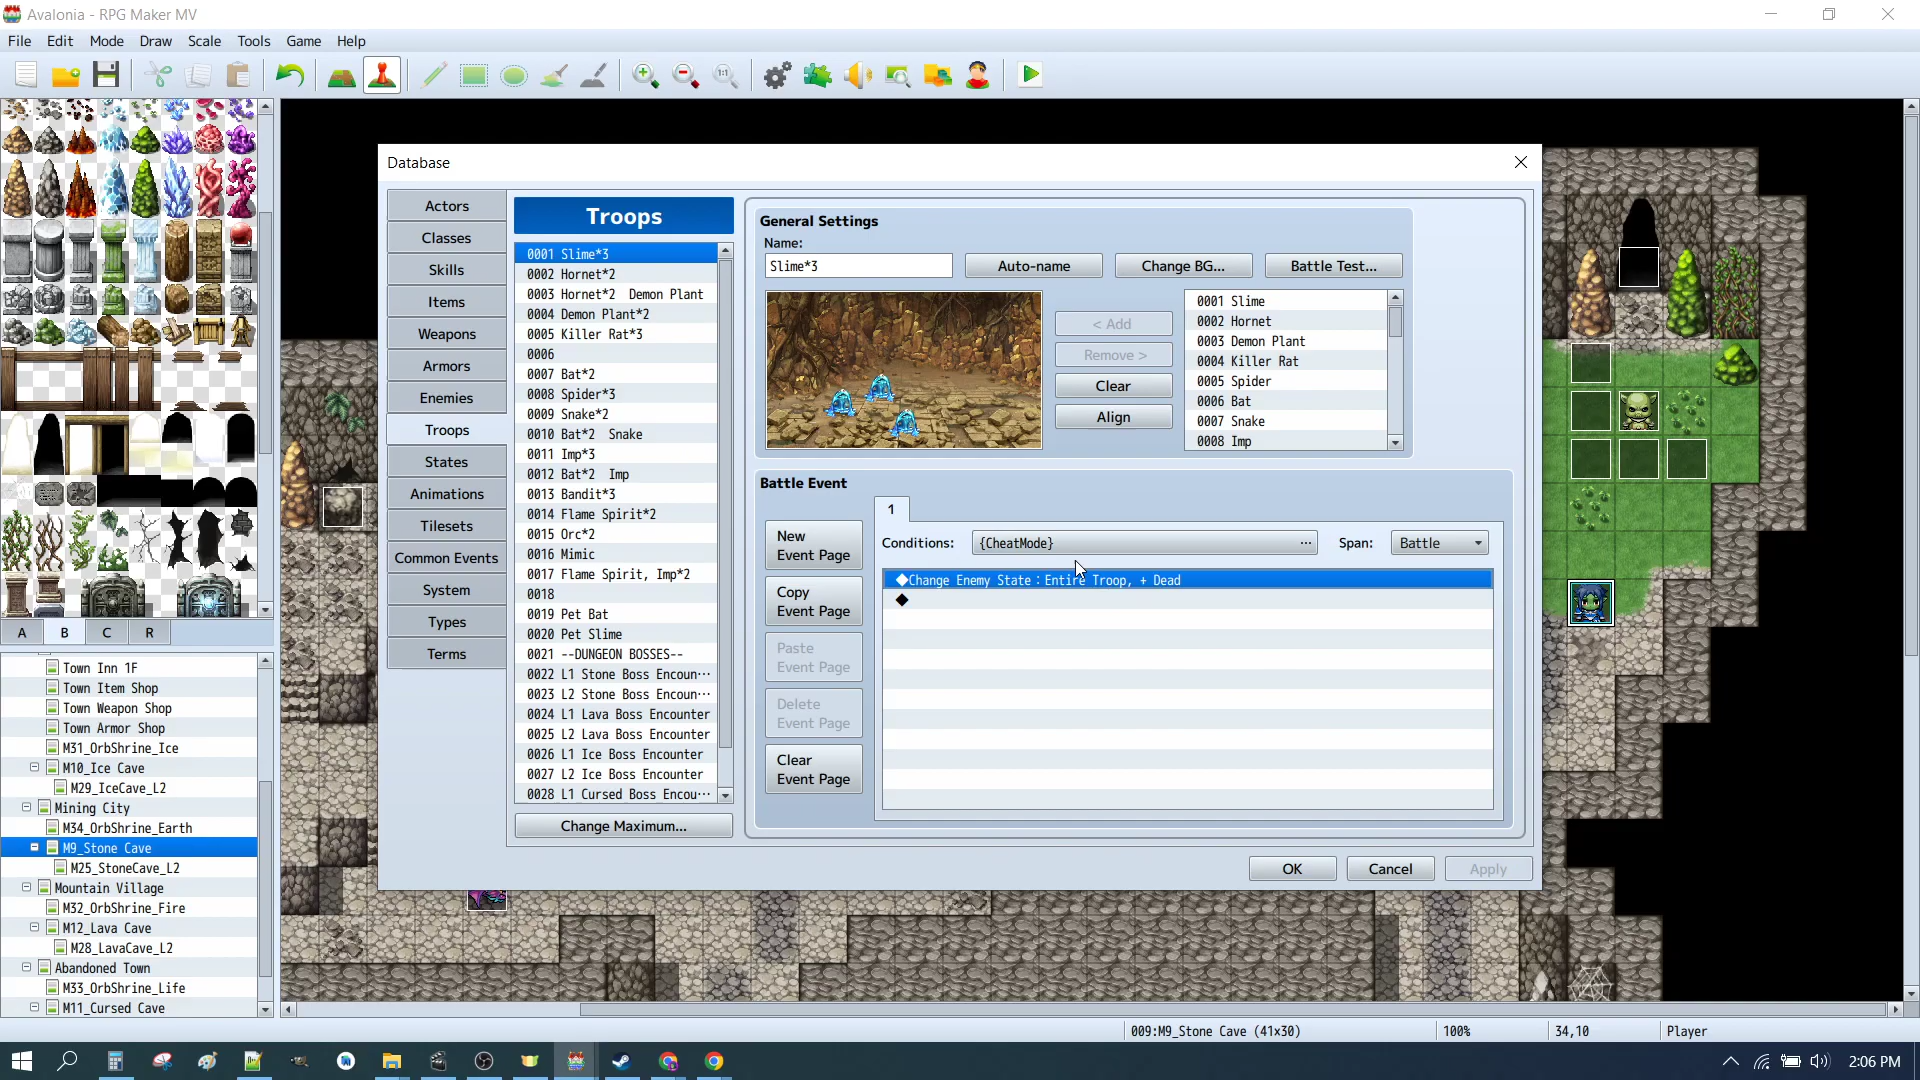 Avalonia - RPG Maker MV
File Edit Mode Draw Scale Tools Game Help
1:1
Database
Actors
Classes
Skills
Items
Weapons
Armors
Enemies
Troops
States
Animations
Tilesets
Common Events
System
Types
Terms
Troops
0001 Slime*3
0002 Hornet*2
0003 Hornet*2 Demon Plant
0004 Demon Plant*2
0005 Killer Rat*3
0006
0007 Bat*2
0008 Spider*3
0009 Snake*2
0010 Bat*2 Snake
0011 Imp*3
0012 Bat*2 Imp
0013 Bandit*3
0014 Flame Spirit*2
0015 Orc*2
0016 Mimic
0017 Flame Spirit, Imp*2
0018
0019 Pet Bat
0020 Pet Slime
0021 --DUNGEON BOSSES--
0022 L1 Stone Boss Encoun···
0023 L2 Stone Boss Encoun···
0024 L1 Lava Boss Encounter
0025 L2 Lava Boss Encounter
0026 L1 Ice Boss Encounter
0027 L2 Ice Boss Encounter
0028 L1 Cursed Boss Encou···
Change Maximum...
General Settings
Name:
Slime*3
Auto-name
Change BG...
Battle Test...
< Add
Remove >
Clear
Align
0001 Slime
0002 Hornet
0003 Demon Plant
0004 Killer Rat
0005 Spider
0006 Bat
0007 Snake
0008 Imp
Battle Event
1
New
Event Page
Copy
Event Page
Paste
Event Page
Delete
Event Page
Clear
Event Page
Conditions: {CheatMode} ··· Span: Battle
◆Change Enemy State：Entire Troop, + Dead
◆
OK
Cancel
Apply
A B C R
Town Inn 1F
Town Item Shop
Town Weapon Shop
Town Armor Shop
M31_OrbShrine_Ice
M10_Ice Cave
M29_IceCave_L2
Mining City
M34_OrbShrine_Earth
M9_Stone Cave
M25_StoneCave_L2
Mountain Village
M32_OrbShrine_Fire
M12_Lava Cave
M28_LavaCave_L2
Abandoned Town
M33_OrbShrine_Life
M11_Cursed Cave
009:M9_Stone Cave (41x30)
100%
34,10
Player
2:06 PM